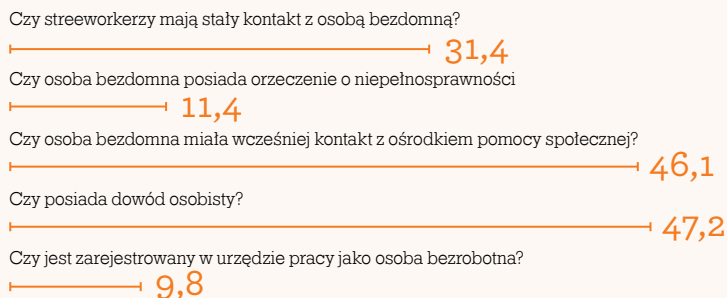 Czy streeworkerzy mają stały kontakt z osobą bezdomną?
31,4
Czy osoba bezdomna posiada orzeczenie o niepełnosprawności
11,4
Czy osoba bezdomna miała wcześniej kontakt z ośrodkiem pomocy społecznej?
46,1
Czy posiada dowód osobisty?
47,2
Czy jest zarejestrowany w urzędzie pracy jako osoba bezrobotna?
9,8